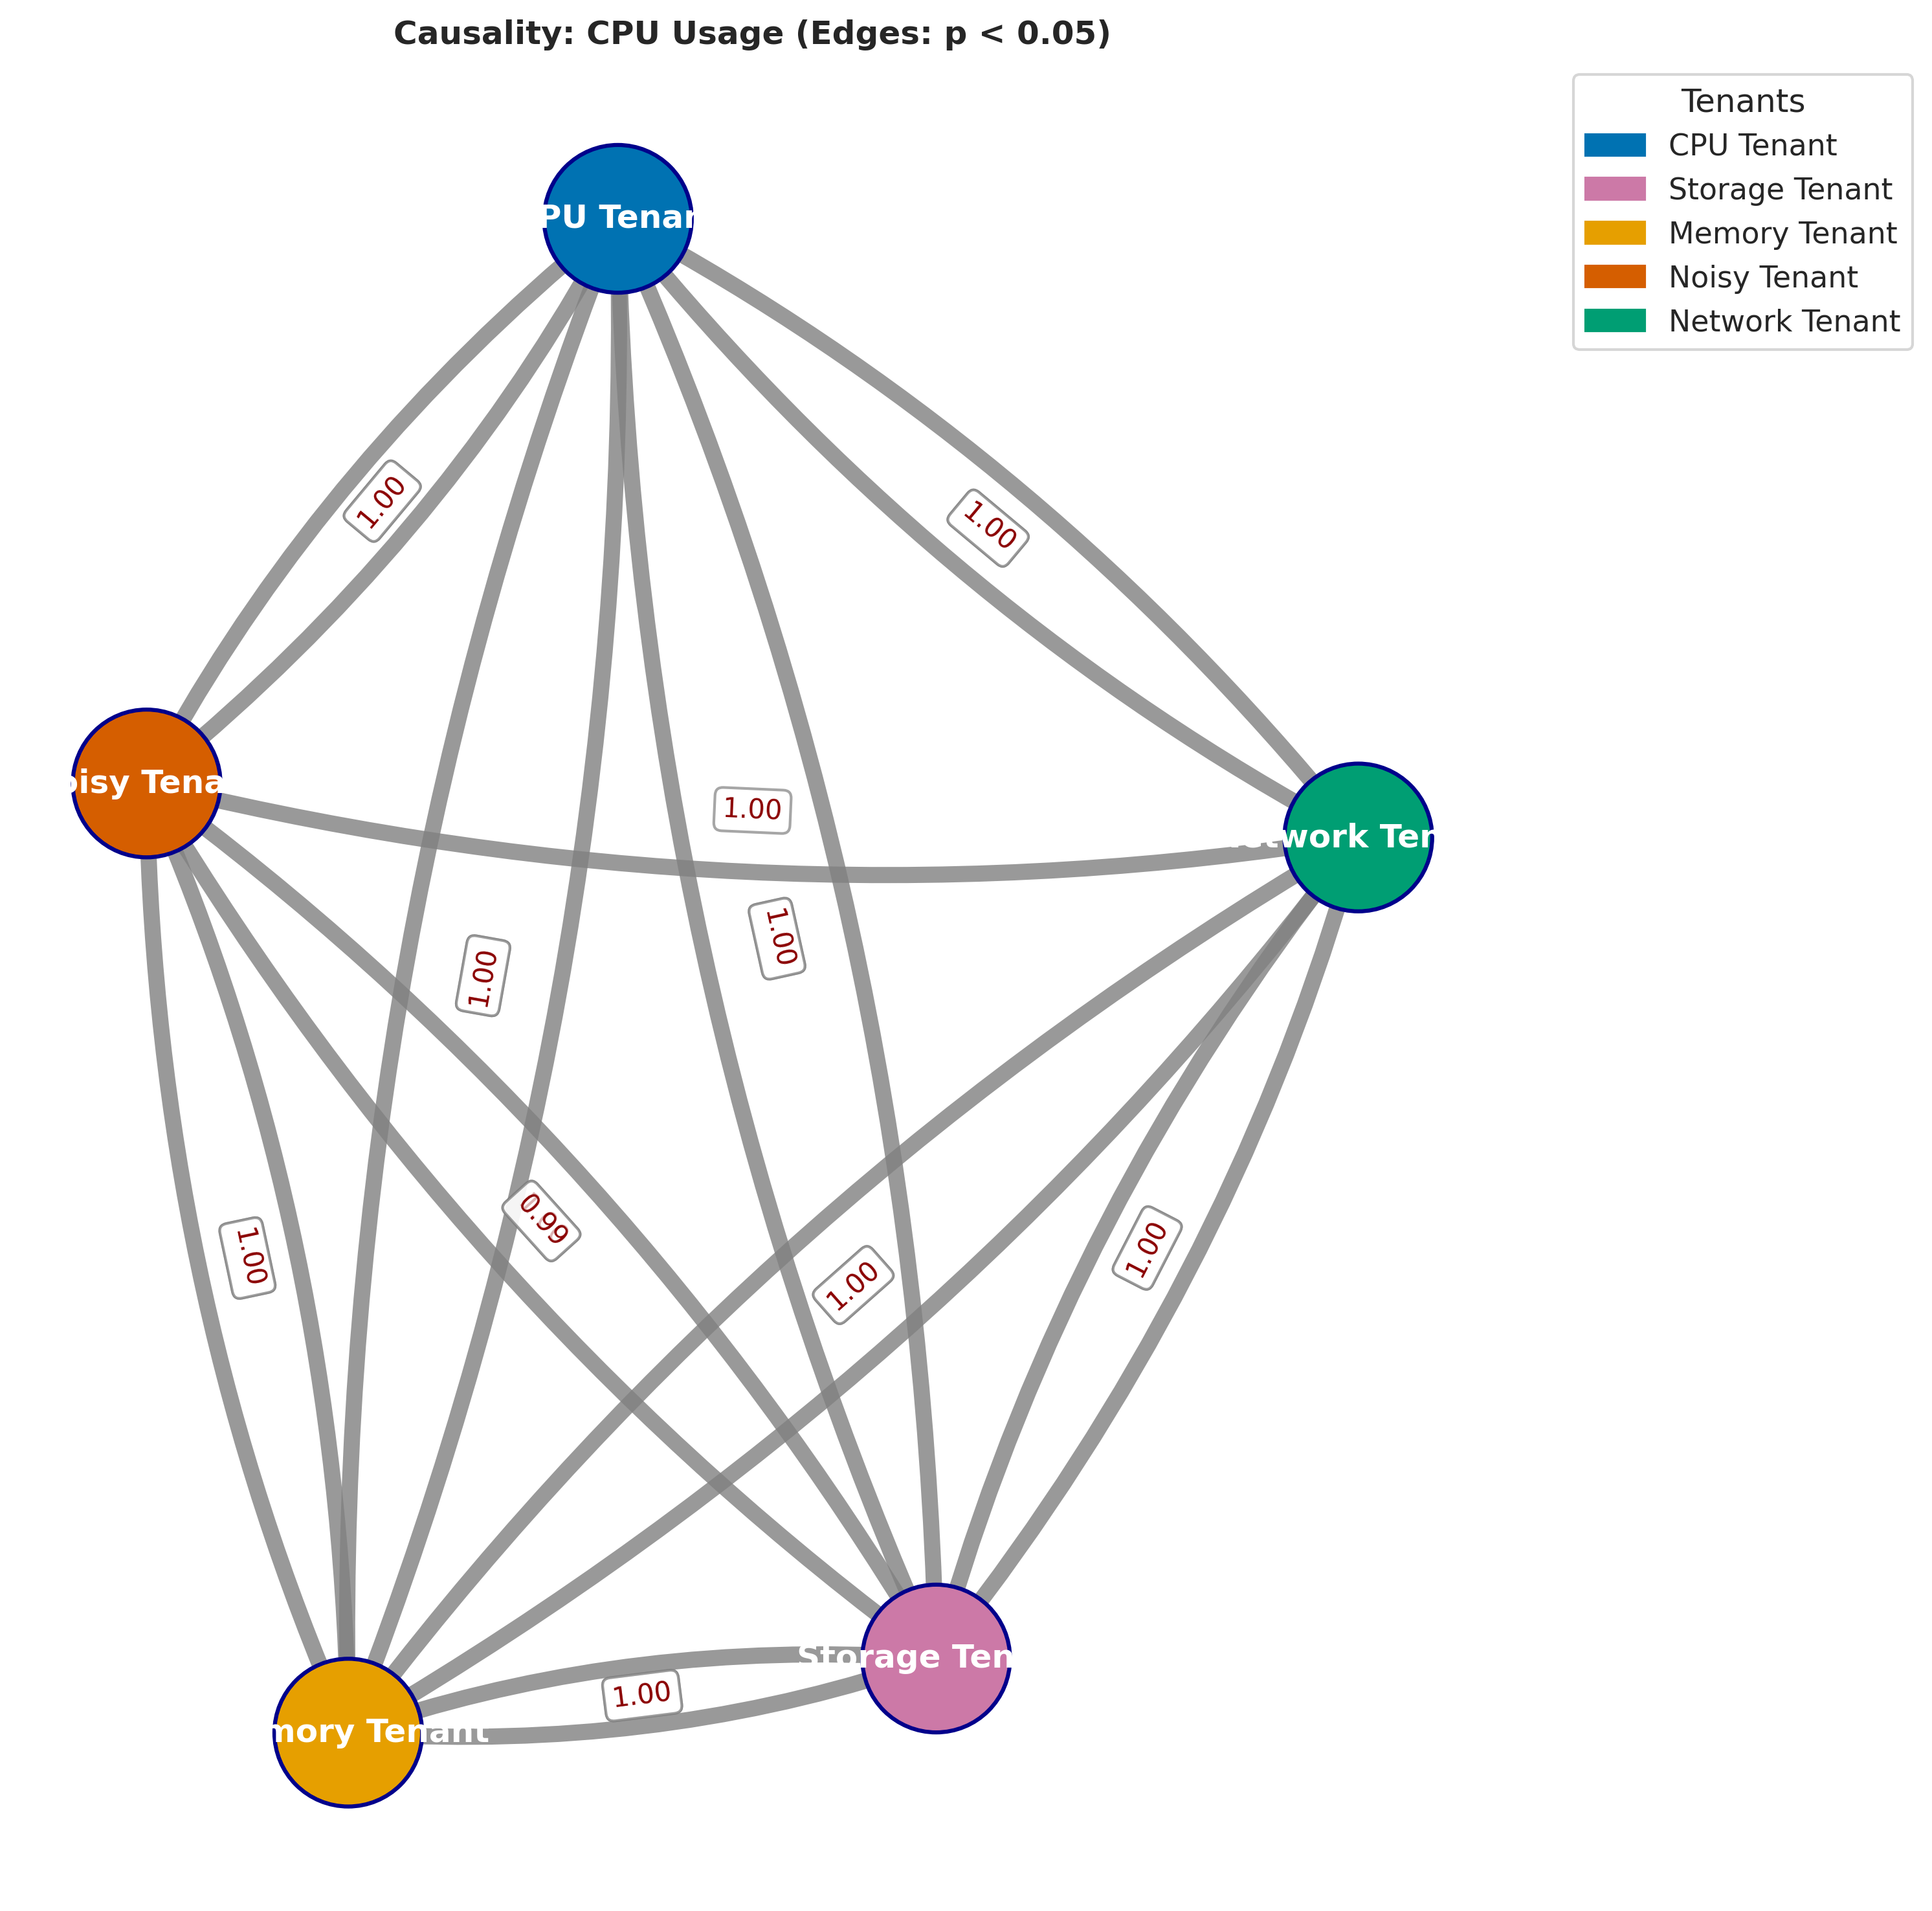 Causality: CPU Usage (Edges: p < 0.05)
Tenants
CPU Tenant
Storage Tenant
Memory Tenant
Noisy Tenant
Network Tenant
PU Tenan
1.00
1.00
oisy Tena
1.00
twork Ten
1.00
1.00
0.99
1.00
1.00
1.00
Storage Ten
1.00
mory Tenant